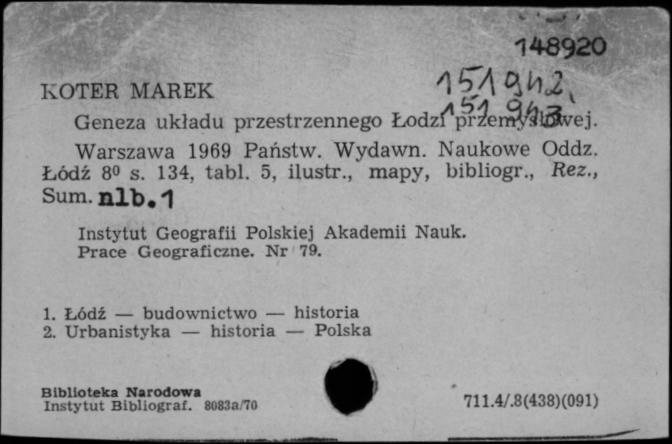 148920
151942,
151943
KOTER MAREK
Geneza układu przestrzennego Łodzi przemysłowej.
Warszawa 1969 Państw. Wydawn. Naukowe Oddz.
Łódź 8⁰ s. 134, tabl. 5, ilustr., mapy, bibliogr., Rez.,
Sum. nlb. 1
Instytut Geografii Polskiej Akademii Nauk.
Prace Geograficzne. Nr 79.
1. Łódź — budownictwo — historia
2. Urbanistyka — historia — Polska
Biblioteka Narodowa
Instytut Bibliograf. 8083a/70
711.4/.8(438)(091)